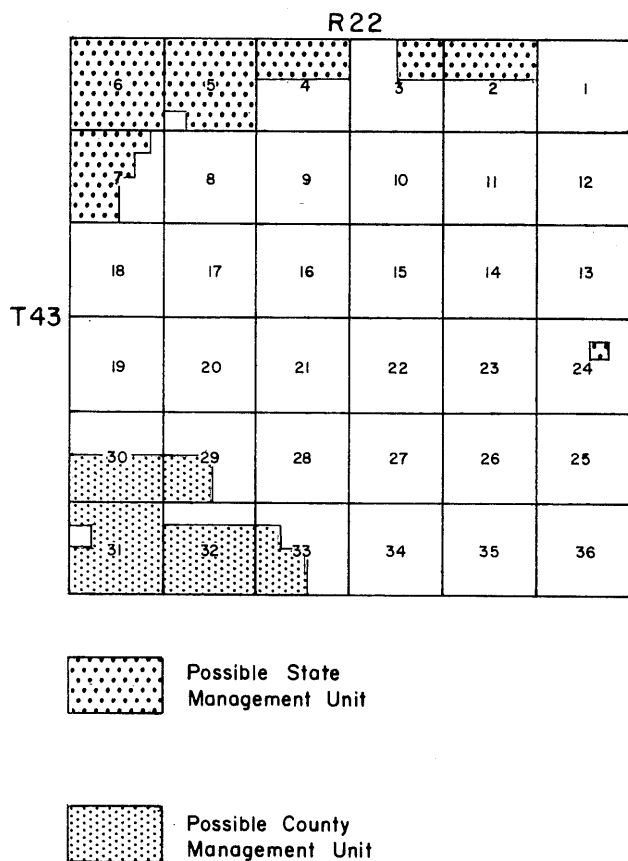 R22
6 5 4 3 2 1
7 8 9 10 11 12
18 17 16 15 14 13
T43
19 20 21 22 23 24
30 29 28 27 26 25
31 32 33 34 35 36
Possible State
Management Unit
Possible County
Management Unit